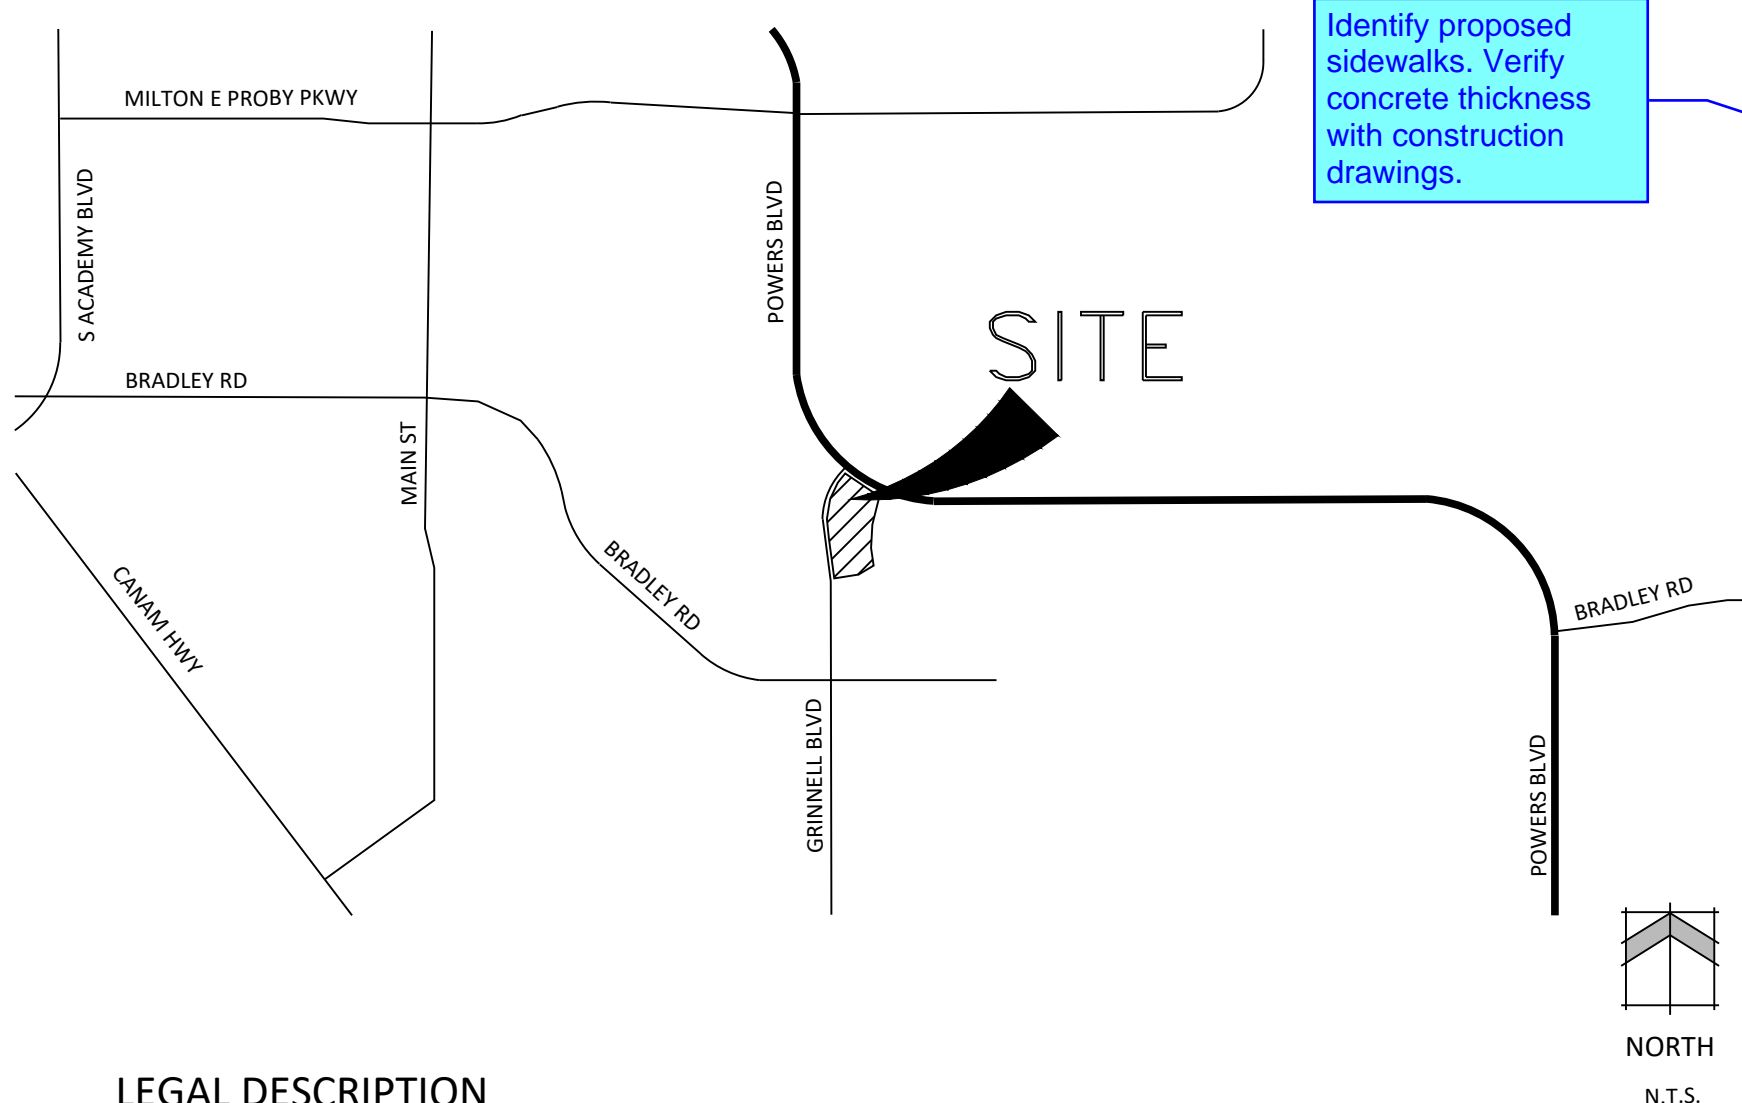 Identify proposed
sidewalks. Verify
concrete thickness
with construction
drawings.
MILTON E PROBY PKWY
S ACADEMY BLVD
POWERS BLVD
SITE
BRADLEY RD
MAIN ST
CANAM HWY
BRADLEY RD
BRADLEY RD
GRINNELL BLVD
POWERS BLVD
NORTH
N.T.S.
LEGAL DESCRIPTION